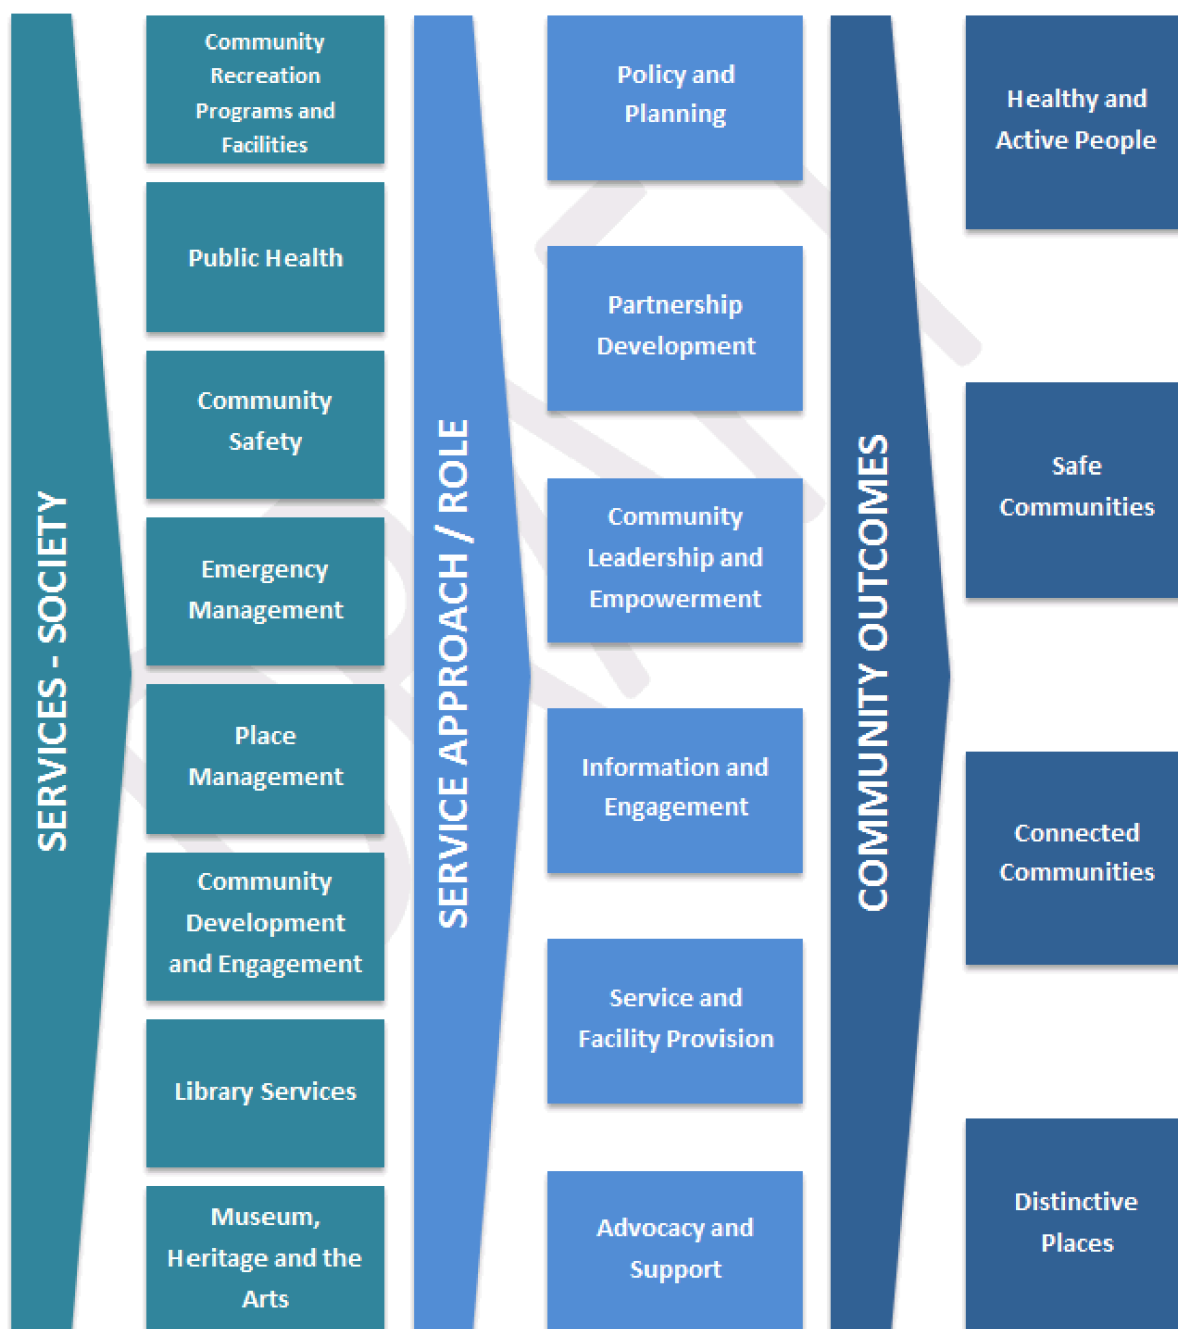 SERVICES - SOCIETY
Community
Recreation
Programs and
Facilities
Public Health
Community
Safety
Emergency
Management
Place
Management
Community
Development
and Engagement
Library Services
Museum,
Heritage and the
Arts
SERVICE APPROACH / ROLE
Policy and
Planning
Partnership
Development
Community
Leadership and
Empowerment
Information and
Engagement
Service and
Facility Provision
Advocacy and
Support
COMMUNITY OUTCOMES
Healthy and
Active People
Safe
Communities
Connected
Communities
Distinctive
Places
DRAFT